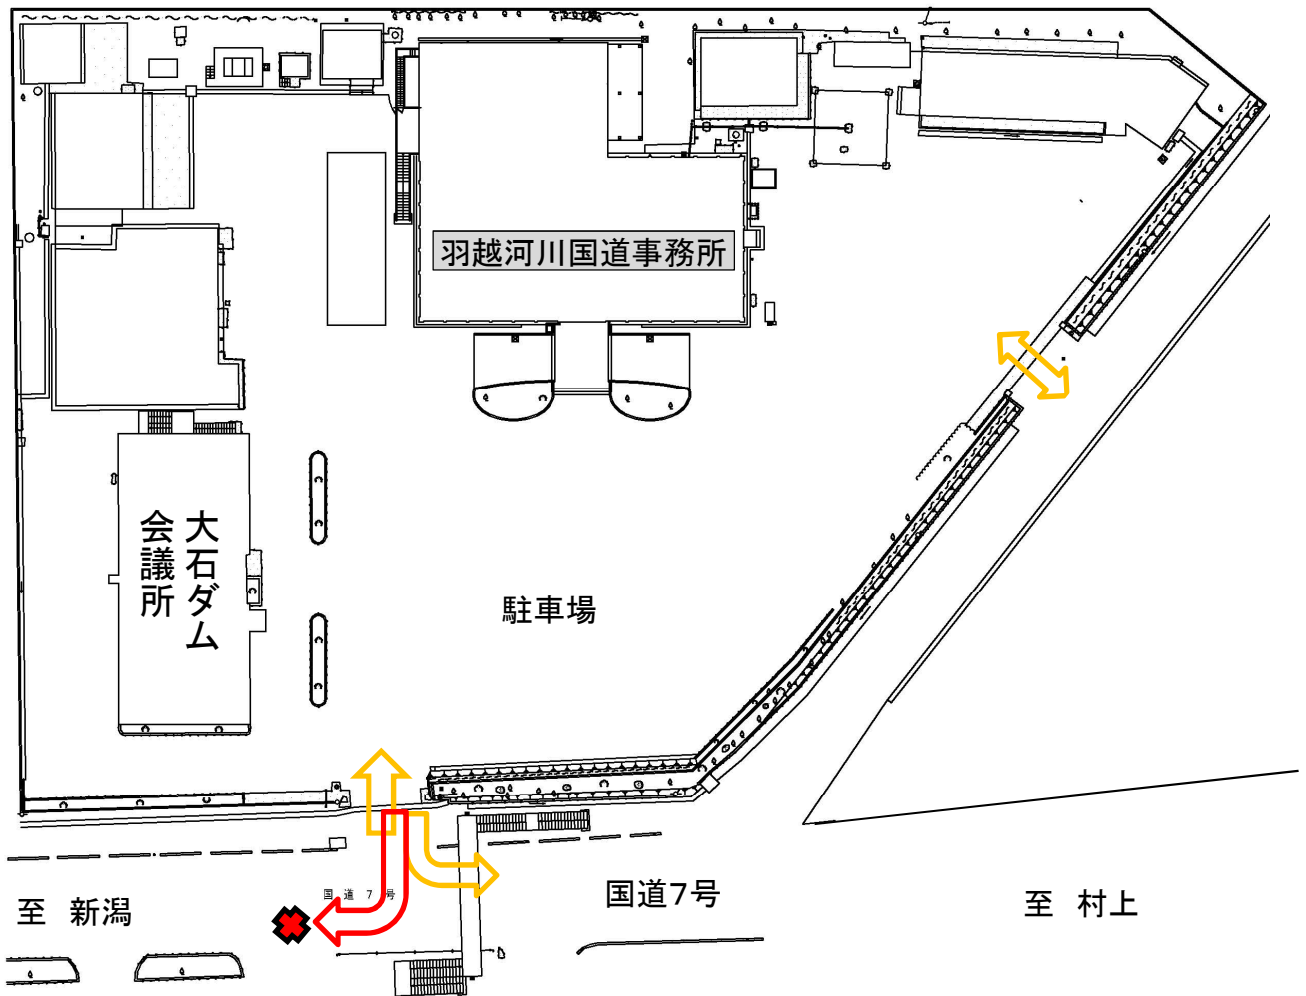 羽越河川国道事務所
大石ダム
会議所
駐車場
国道7号
国道7号
至 新潟
至 村上